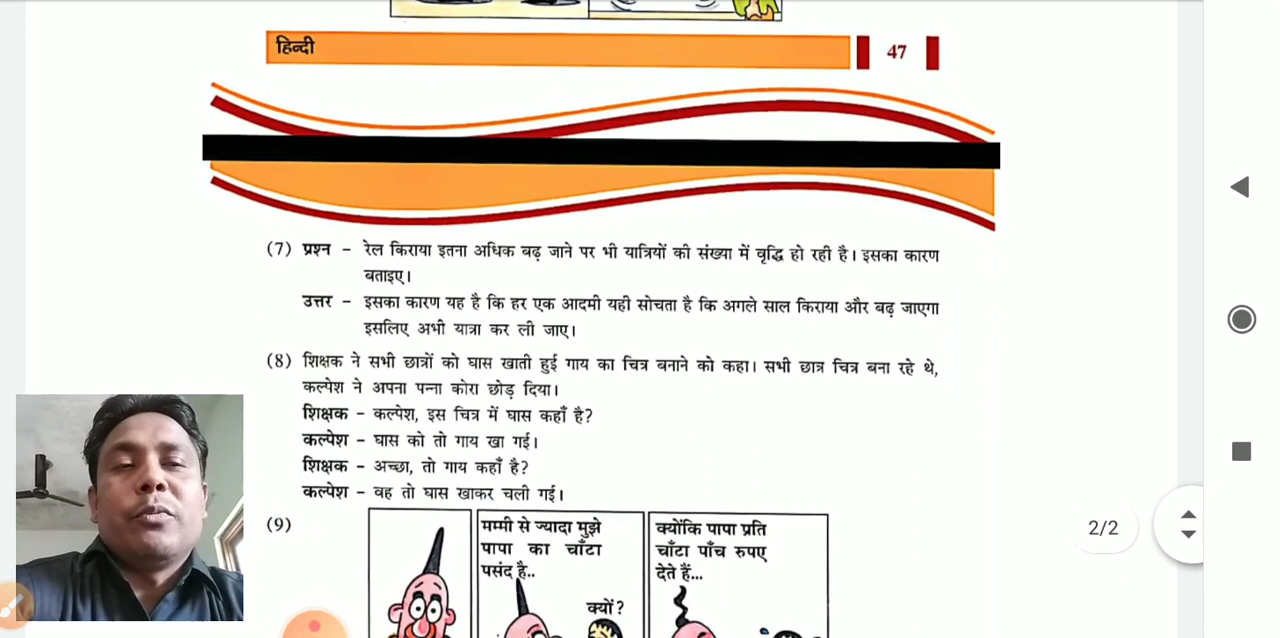 हिन्दी
47
(7) प्रश्न – रेल किराया इतना अधिक बढ़ जाने पर भी यात्रियों की संख्या में वृद्धि हो रही है। इसका कारण
बताइए।
उत्तर – इसका कारण यह है कि हर एक आदमी यही सोचता है कि अगले साल किराया और बढ़ जाएगा
इसलिए अभी यात्रा कर ली जाए।
(8) शिक्षक ने सभी छात्रों को घास खाती हुई गाय का चित्र बनाने को कहा। सभी छात्र चित्र बना रहे थे,
कल्पेश ने अपना पन्ना कोरा छोड़ दिया।
शिक्षक – कल्पेश, इस चित्र में घास कहाँ है?
कल्पेश – घास को तो गाय खा गई।
शिक्षक – अच्छा, तो गाय कहाँ है?
कल्पेश – वह तो घास खाकर चली गई।
(9)
मम्मी से ज्यादा मुझे
पापा का चाँटा
पसंद है..
क्यों?
क्योंकि पापा प्रति
चाँटा पाँच रुपए
देते हैं...
2/2